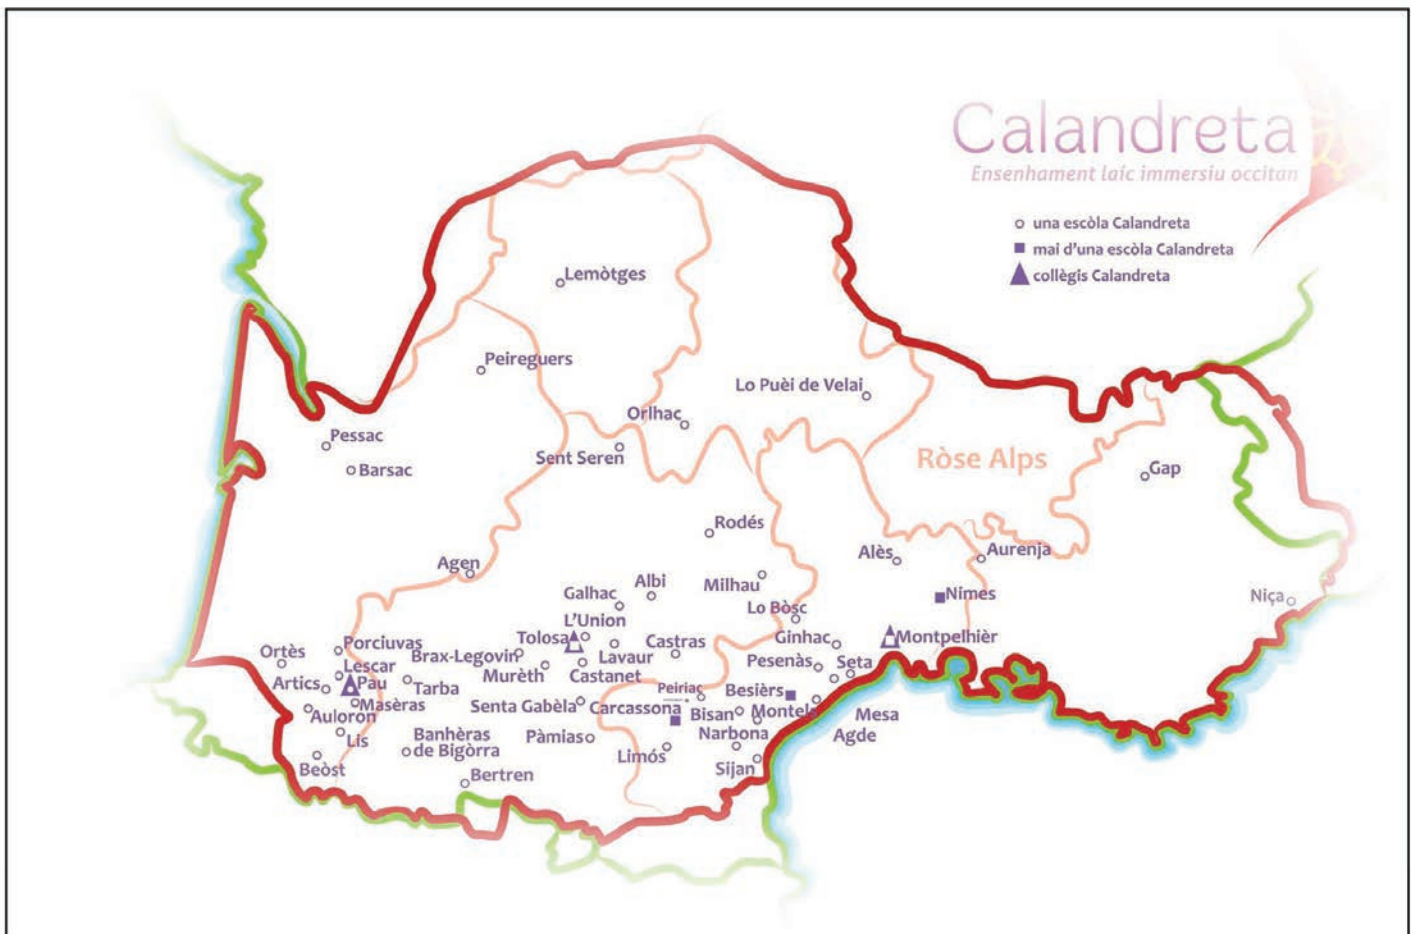 Calandreta
Ensenhament laïc immersiu occitan
una escòla Calandreta
mai d'una escòla Calandreta
collègis Calandreta
Lemòtges
Peireguers
Lo Puèi de Velai
Orlhac
Pessac
Sent Seren
Ròse Alps
Barsac
Gap
Rodés
Alès
Aurenja
Agen
Albi
Milhau
Galhac
Nimes
Niça
Lo Bòsc
L'Union
Tolosa
Ginhac
Montpelhièr
Porciuvas
Castras
Ortès
Brax-Legovin
Lavaur
Pesenàs
Seta
Lescar
Murèth
Castanet
Artics
Pau
Tarba
Peiriac
Besièrs
Masèras
Senta Gabèla
Carcassona
Bisan
Montels
Mesa
Auloron
Agde
Lis
Banhèras
de Bigòrra
Pàmias
Narbona
Limós
Beòst
Sijan
Bertren